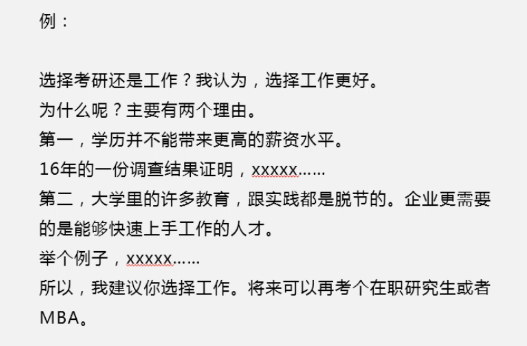 例：
选择考研还是工作？我认为，选择工作更好。
为什么呢？主要有两个理由。
第一，学历并不能带来更高的薪资水平。
16年的一份调查结果证明，xxxxx……
第二，大学里的许多教育，跟实践都是脱节的。企业更需要
的是能够快速上手工作的人才。
举个例子，xxxxx……
所以，我建议你选择工作。将来可以再考个在职研究生或者
MBA。